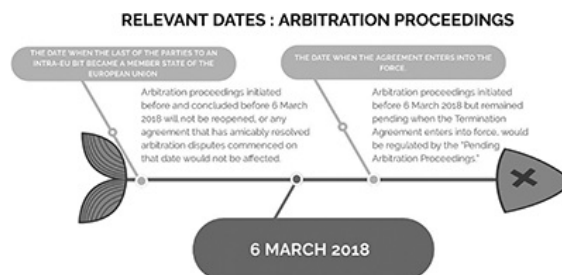 RELEVANT DATES : ARBITRATION PROCEEDINGS
THE DATE WHEN THE LAST OF THE PARTIES TO AN
INTRA-EU BIT BECAME A MEMBER STATE OF THE
EUROPEAN UNION
THE DATE WHEN THE AGREEMENT ENTERS INTO THE
FORCE.
Arbitration proceedings initiated
before and concluded before 6 March
2018 will not be reopened, or any
agreement that has amicably resolved
arbitration disputes commenced on
that date would not be affected.
Arbitration proceedings initiated
before 6 March 2018 but remained
pending when the Termination
Agreement enters into force, would
be regulated by the "Pending
Arbitration Proceedings."
6 MARCH 2018